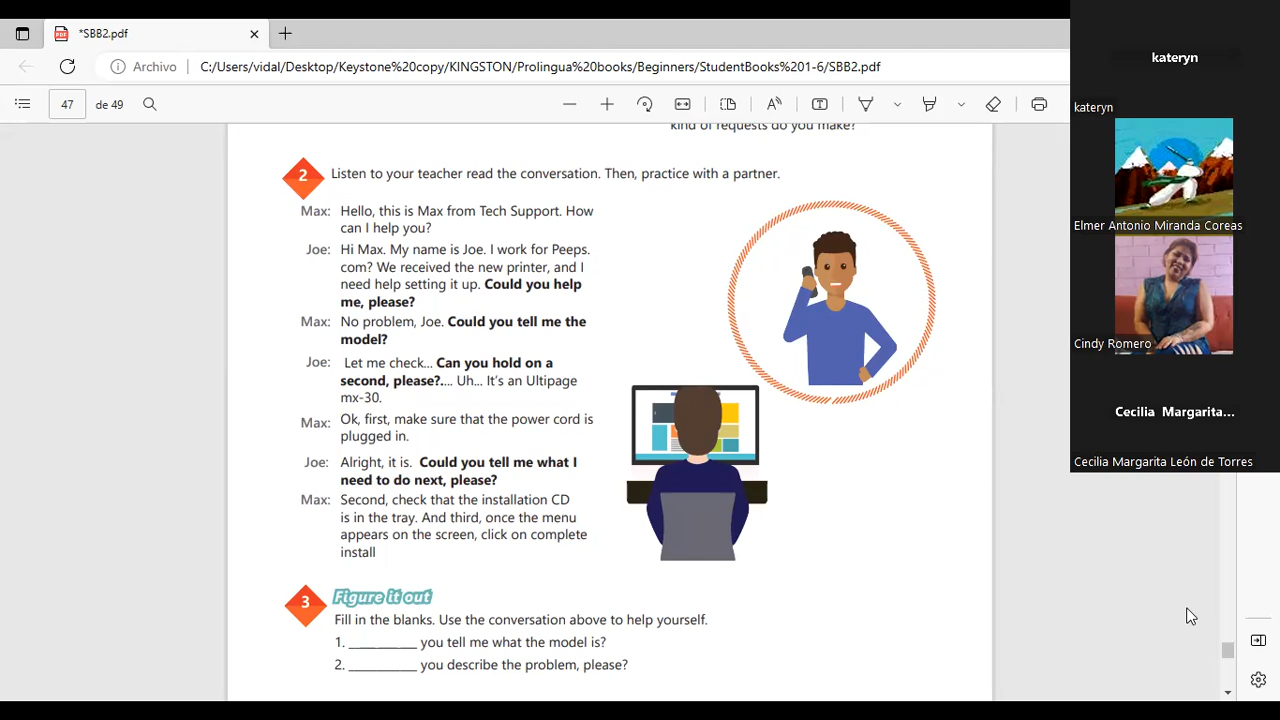 *SBB2.pdf
Archivo
C:/Users/vidal/Desktop/Keystone%20copy/KINGSTON/Prolingua%20books/Beginners/StudentBooks%201-6/SBB2.pdf
47 de 49
kind of requests do you make?
2 Listen to your teacher read the conversation. Then, practice with a partner.
Max: Hello, this is Max from Tech Support. How
can I help you?
Joe: Hi Max. My name is Joe. I work for Peeps.
com? We received the new printer, and I
need help setting it up. Could you help
me, please?
Max: No problem, Joe. Could you tell me the
model?
Joe: Let me check... Can you hold on a
second, please?.... Uh... It's an Ultipage
mx-30.
Max: Ok, first, make sure that the power cord is
plugged in.
Joe: Alright, it is. Could you tell me what I
need to do next, please?
Max: Second, check that the installation CD
is in the tray. And third, once the menu
appears on the screen, click on complete
install
3 Figure it out
Fill in the blanks. Use the conversation above to help yourself.
1. __________ you tell me what the model is?
2. __________ you describe the problem, please?
kateryn
kateryn
Elmer Antonio Miranda Coreas
Cindy Romero
Cecilia Margarita...
Cecilia Margarita León de Torres